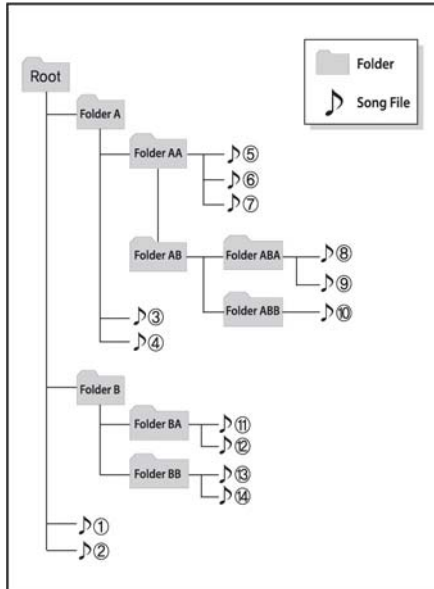 Root
Folder
Song File
Folder A
Folder AA
⑤
⑥
⑦
Folder AB
Folder ABA
⑧
⑨
Folder ABB
⑩
③
④
Folder B
Folder BA
⑪
⑫
Folder BB
⑬
⑭
①
②